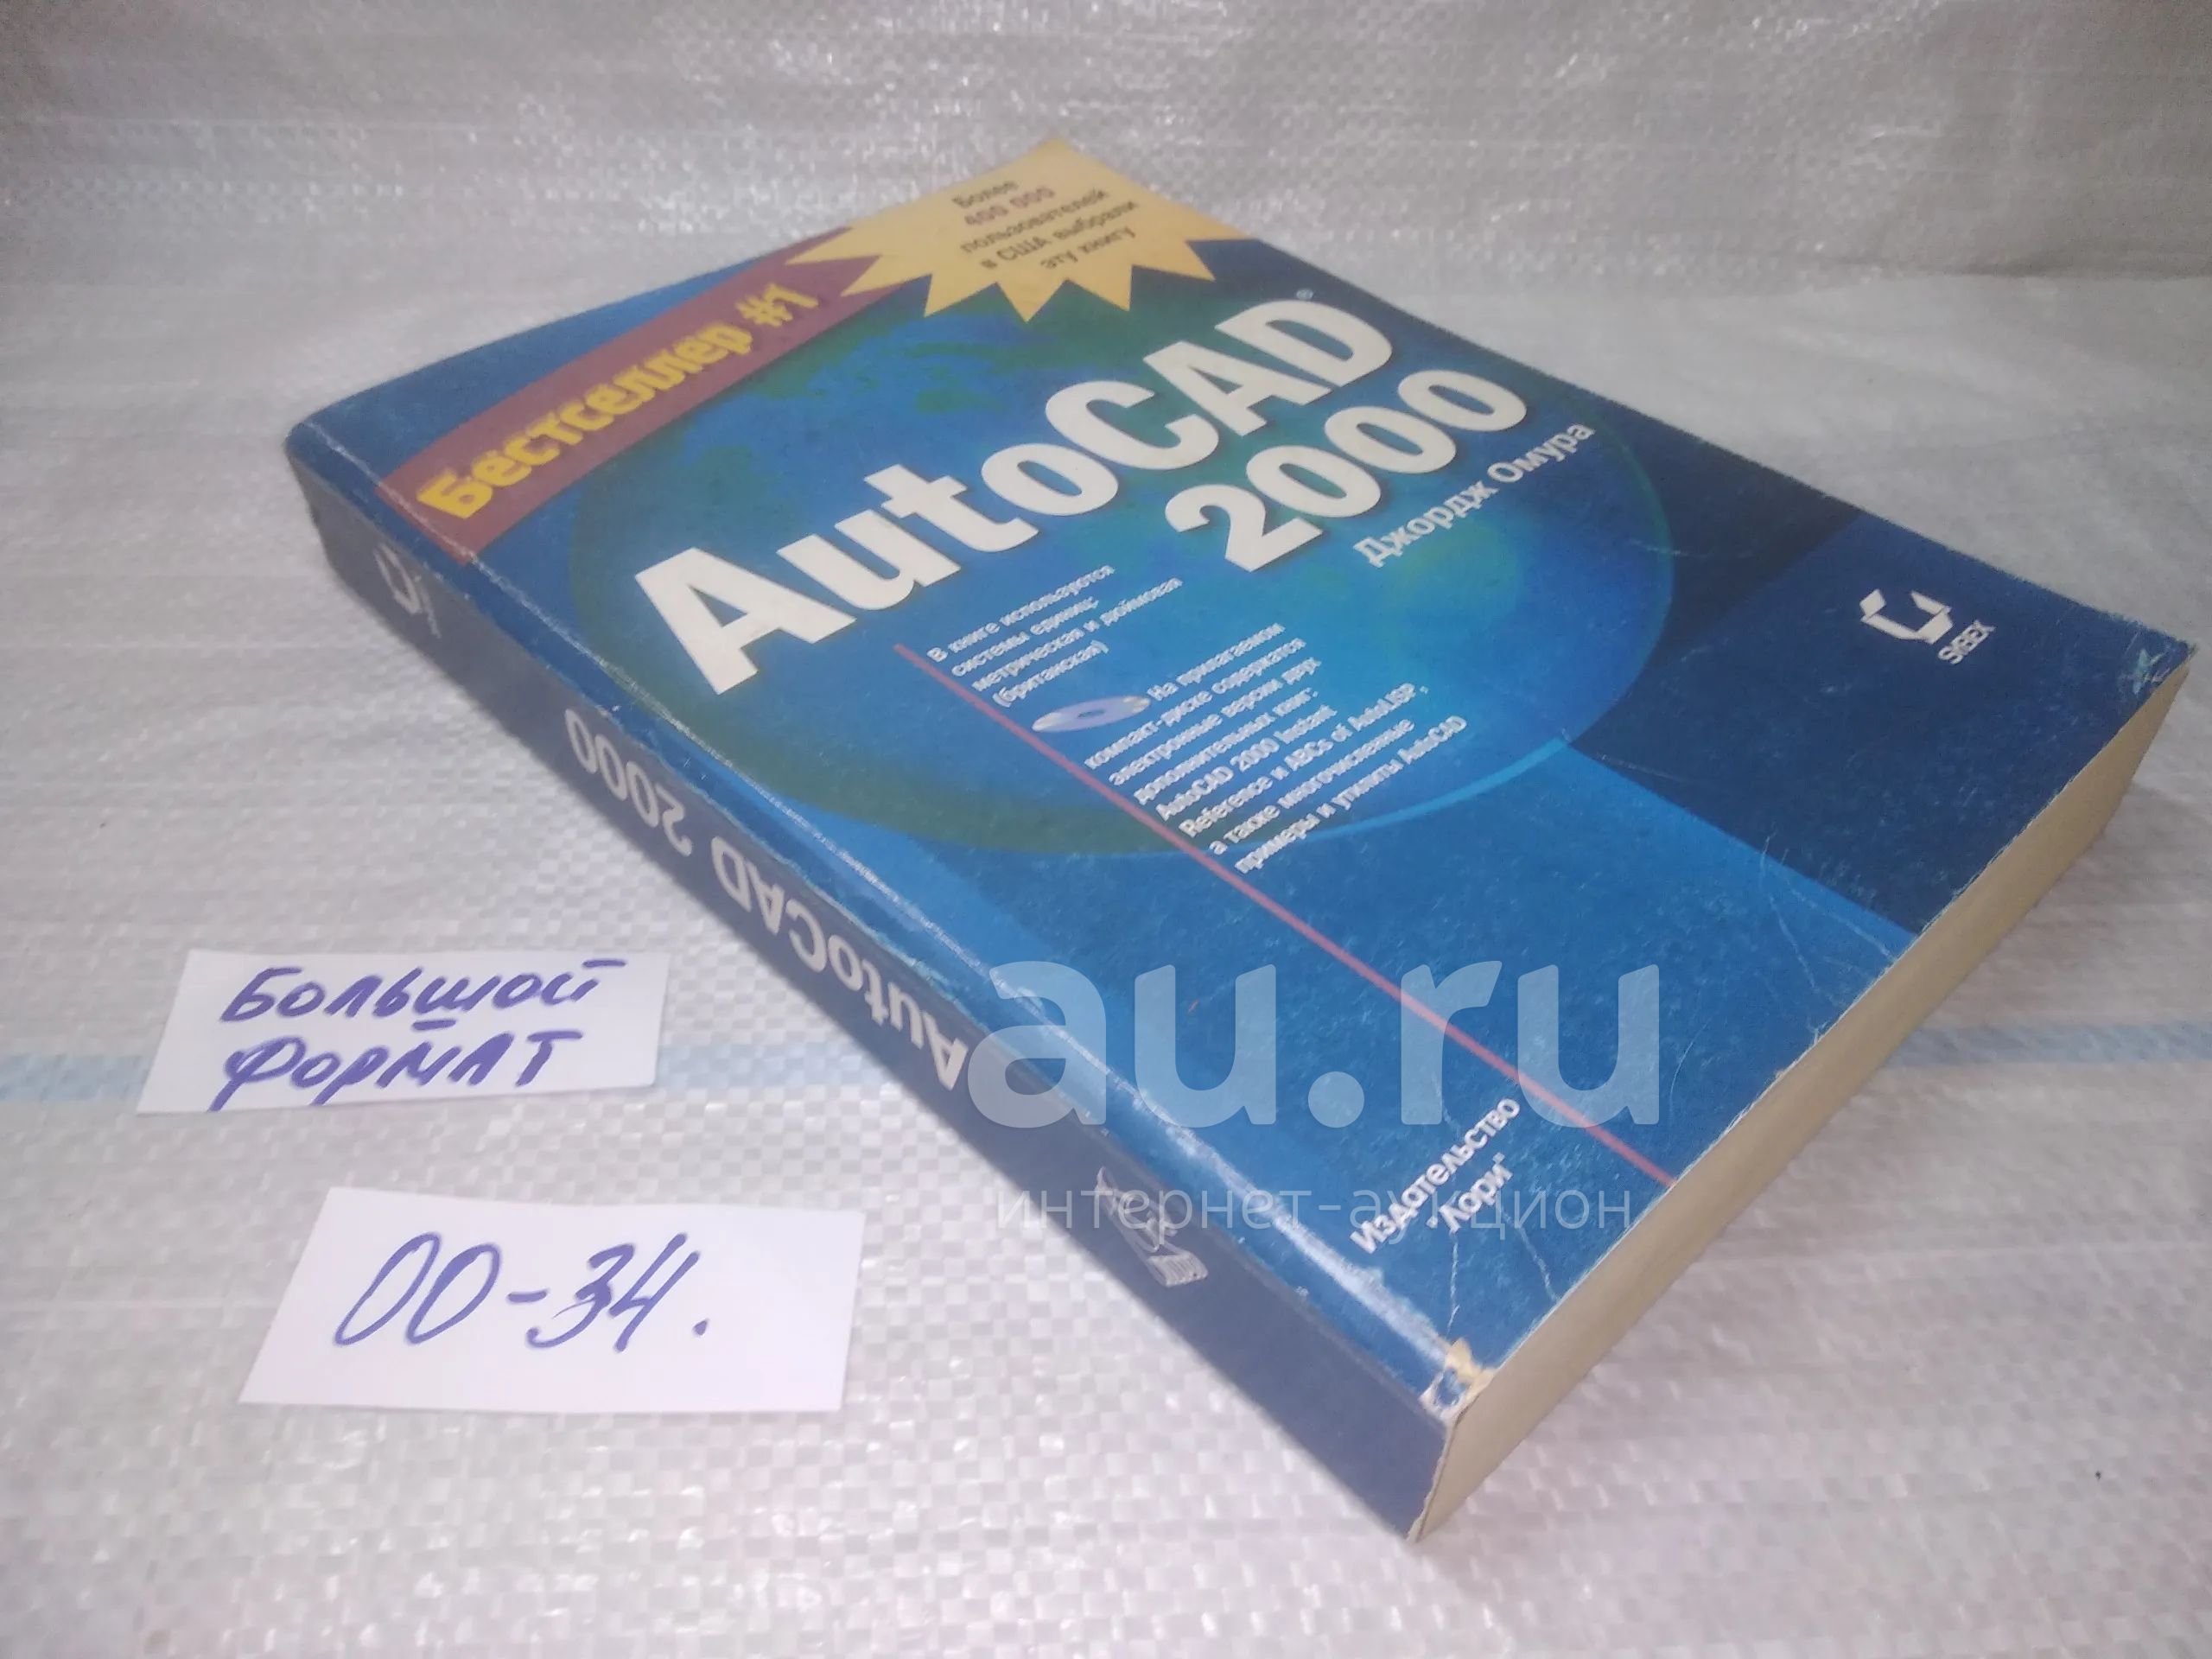 Более
400 000
пользователей
в США выбрали
эту книгу
Бестселлер #1
AutoCAD®
2000
Джордж Омура
В книге используются
системы единиц:
метрическая и дюймовая
(британская)
На прилагаемом
компакт-диске содержатся
электронные версии двух
дополнительных книг:
AutoCAD 2000 Instant
Reference и ABCs of AutoLISP,
а также многочисленные
примеры и утилиты AutoCAD
SYBEX
Издательство
"Лори"
AutoCAD 2000
БОЛЬШОЙ
ФОРМАТ
00-34.
au.ru
интернет-аукцион